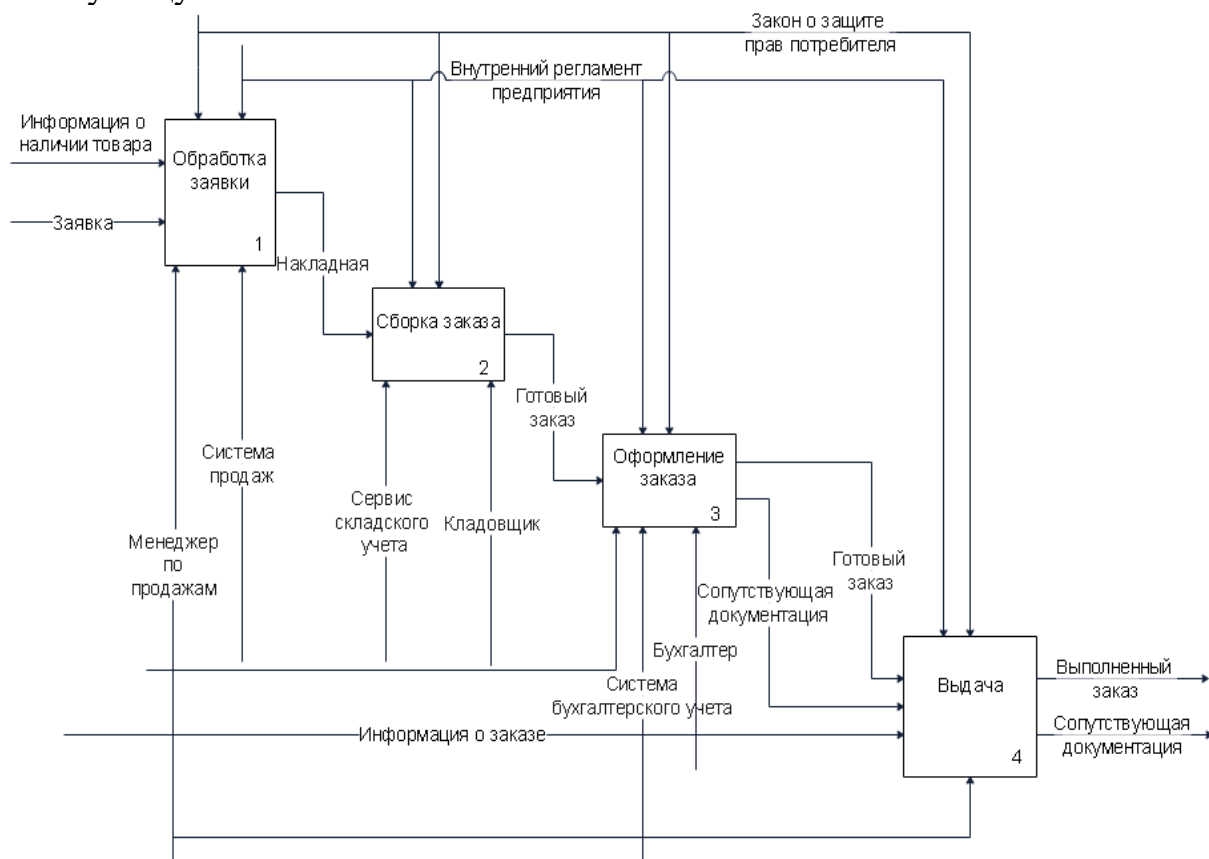 Закон о защите
прав потребителя
Внутренний регламент
предприятия
Информация о
наличии товара
Обработка
заявки
1
Заявка
Накладная
Сборка заказа
2
Готовый
заказ
Система
продаж
Оформление
заказа
3
Сервис
складского
учета
Кладовщик
Менеджер
по
продажам
Готовый
заказ
Сопутствующая
документация
Бухгалтер
Система
бухгалтерского учета
Выдача
4
Выполненный
заказ
Информация о заказе
Сопутствующая
документация